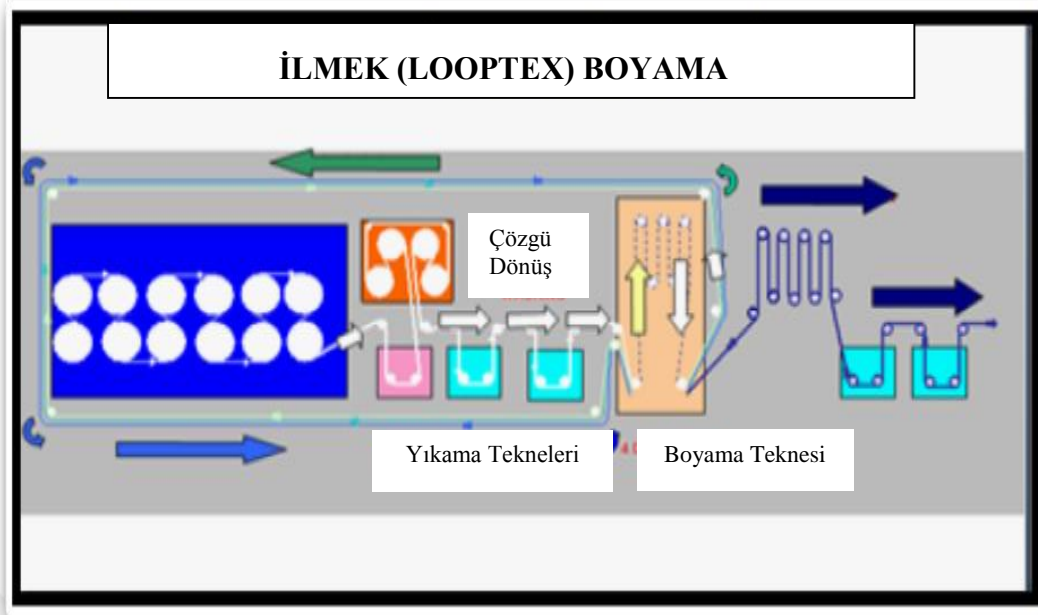 İLMEK (LOOPTEX) BOYAMA
Çözgü
Dönüş
Yıkama Tekneleri
Boyama Teknesi